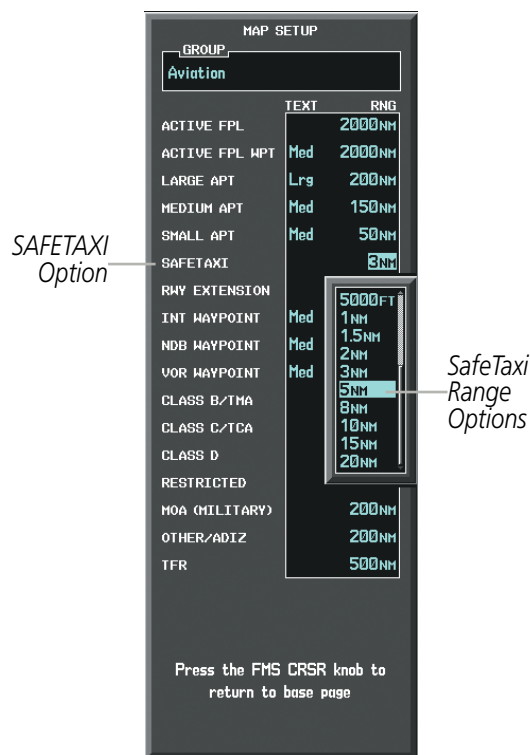 MAP SETUP
GROUP
Aviation
TEXT RNG
ACTIVE FPL 2000NM
ACTIVE FPL WPT Med 2000NM
LARGE APT Lrg 200NM
MEDIUM APT Med 150NM
SMALL APT Med 50NM
SAFETAXI 3NM
RWY EXTENSION
INT WAYPOINT Med
NDB WAYPOINT Med
VOR WAYPOINT Med
CLASS B/TMA
CLASS C/TCA
CLASS D
RESTRICTED
MOA (MILITARY) 200NM
OTHER/ADIZ 200NM
TFR 500NM
5000FT
1NM
1.5NM
2NM
3NM
5NM
8NM
10NM
15NM
20NM
Press the FMS CRSR knob to
return to base page
SAFETAXI
Option
SafeTaxi
Range
Options